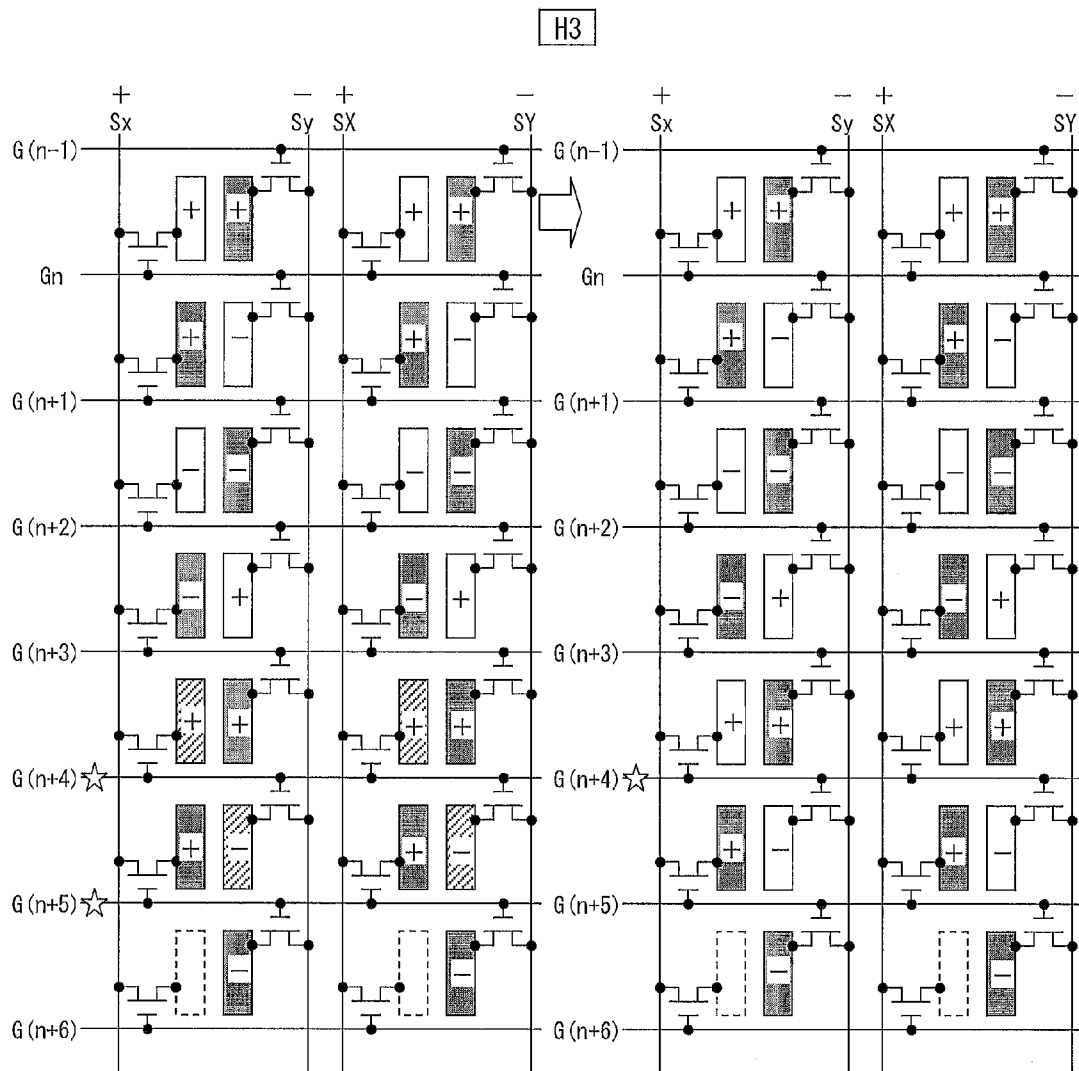 H3
+ − + − + − + −
Sx Sy SX SY Sx Sy SX SY
G(n-1) G(n-1)
+ + + + + + + +
Gn Gn
+ − + − + − + −
G(n+1) G(n+1)
− − − − − − − −
G(n+2) G(n+2)
− + − + − + − +
G(n+3) G(n+3)
+ + + + + + + +
G(n+4)☆ G(n+4)☆
+ − + − + − + −
G(n+5)☆ G(n+5)
− − − −
G(n+6) G(n+6)